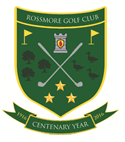 ROSSMORE GOLF CLUB
1916 CENTENARY YEAR 2016